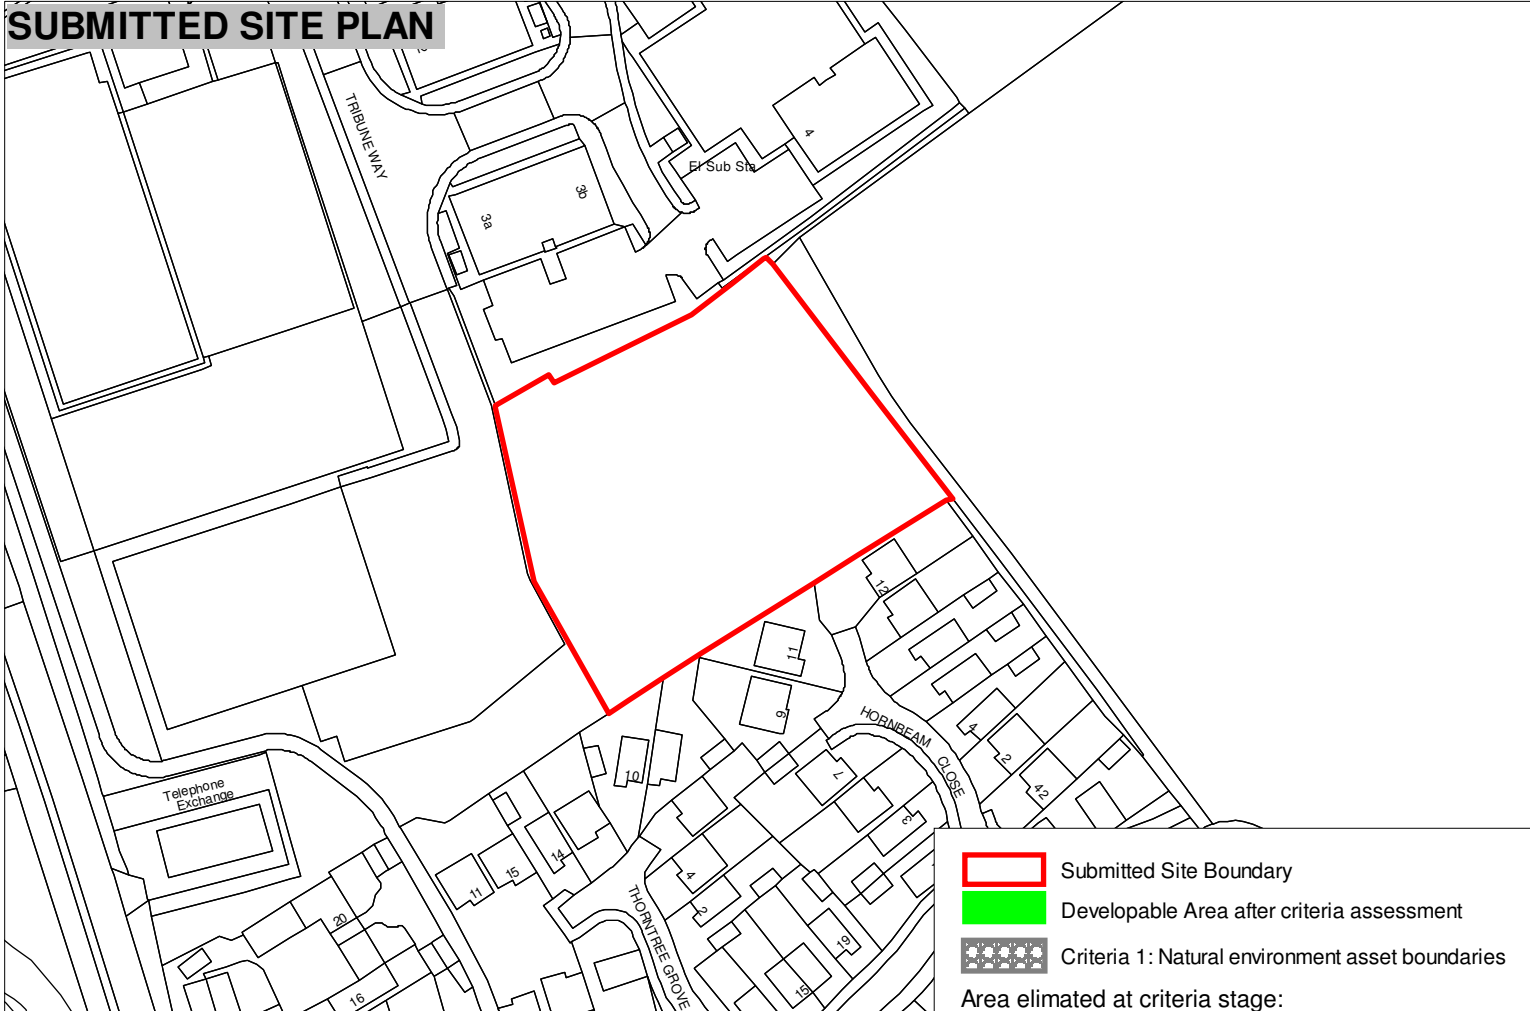 SUBMITTED SITE PLAN
TRIBUNE WAY
4
El Sub Sta
3b
3a
12
11
9
HORNBEAM CLOSE
4
2
42
10
7
3
Telephone
Exchange
14
15
11
4
2
20
19
THORNTREE GROVE
15
16
Submitted Site Boundary
Developable Area after criteria assessment
Criteria 1: Natural environment asset boundaries
Area elimated at criteria stage: